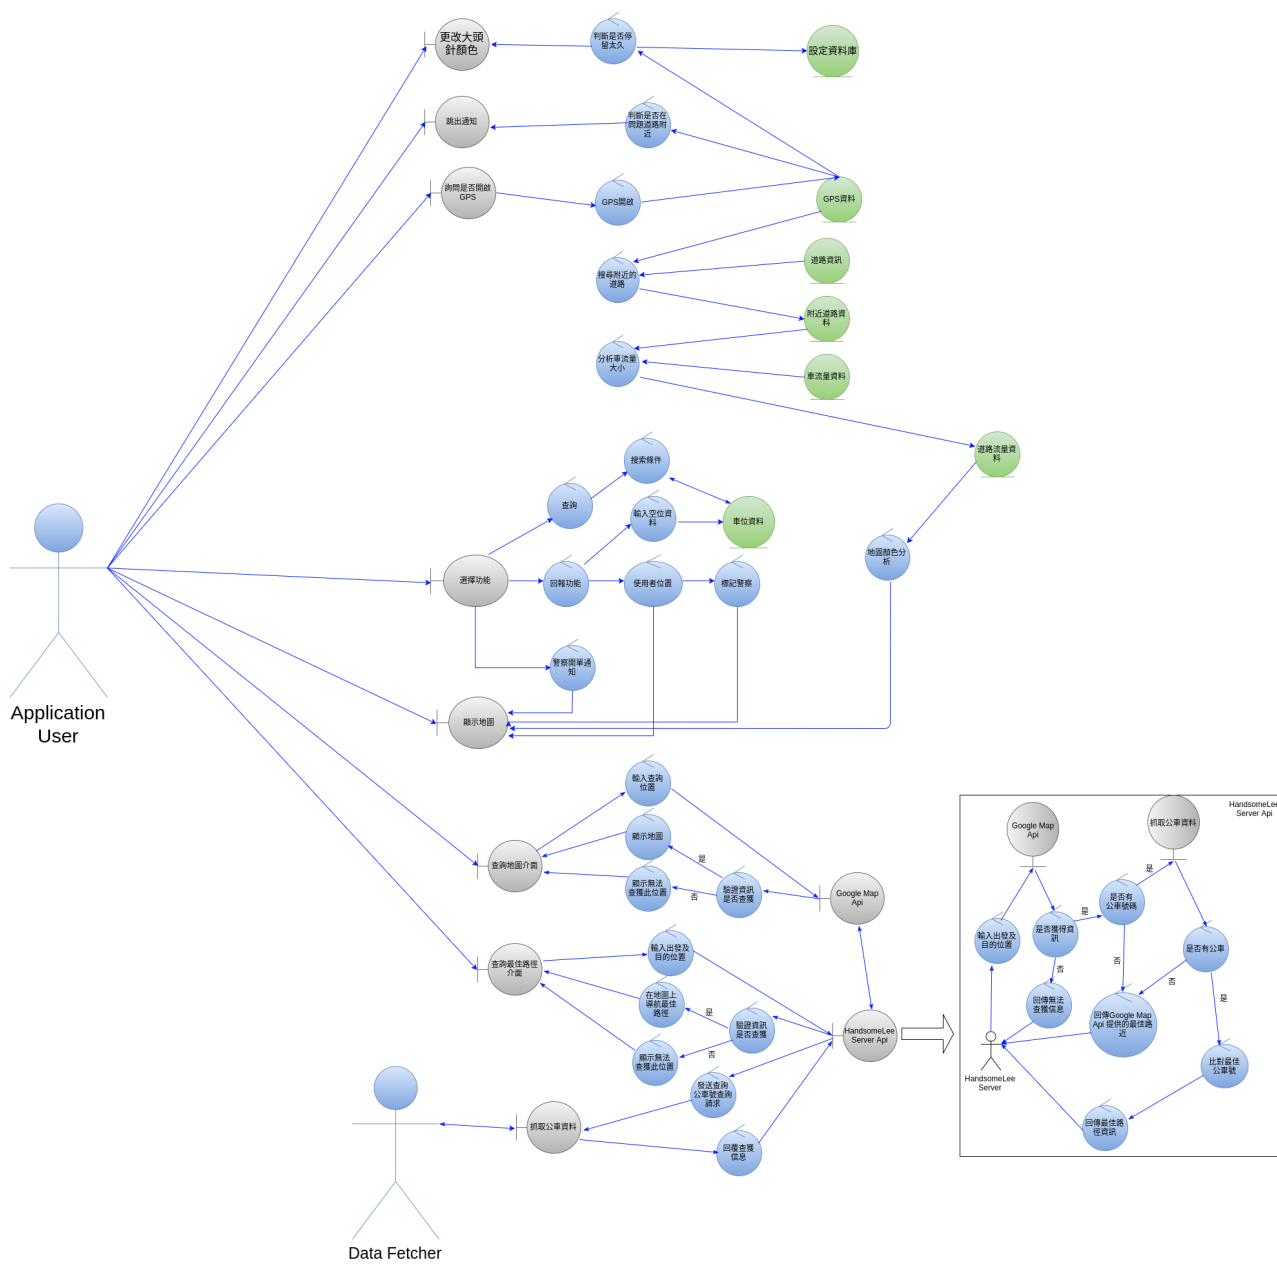 更改大頭
針顏色
判斷是否停
留太久
設定資料庫
跳出通知
判斷是否在
問題道路附
近
詢問是否開啟
GPS
GPS開啟
GPS資料
搜尋附近的
道路
道路資訊
附近道路資
料
分析車流量
大小
車流量資料
道路流量資
料
搜索條件
查詢
輸入空位資
料
車位資料
地圖顏色分
析
選擇功能
回報功能
使用者位置
標記警察
警察開單通
知
顯示地圖
Application
User
輸入查詢
位置
顯示地圖
是
查詢地圖介面
顯示無法
查獲此位置
否
驗證資訊
是否查獲
Google Map
Api
查詢最佳路徑
介面
輸入出發及
目的位置
在地圖上
導航最佳
路徑
是
驗證資訊
是否查獲
否
顯示無法
查獲此位置
HandsomeLee
Server Api
發送查詢
公車號查詢
請求
抓取公車資料
回覆查獲
信息
Data Fetcher
HandsomeLee
Server Api
Google Map
Api
抓取公車資料
是
是否有
公車號碼
是
輸入出發及
目的位置
是否獲得資
訊
是否有公車
否
否
否
是
回傳無法
查獲信息
回傳Google Map
Api 提供的最佳路
近
HandsomeLee
Server
比對最佳
公車號
回傳最佳路
徑資訊